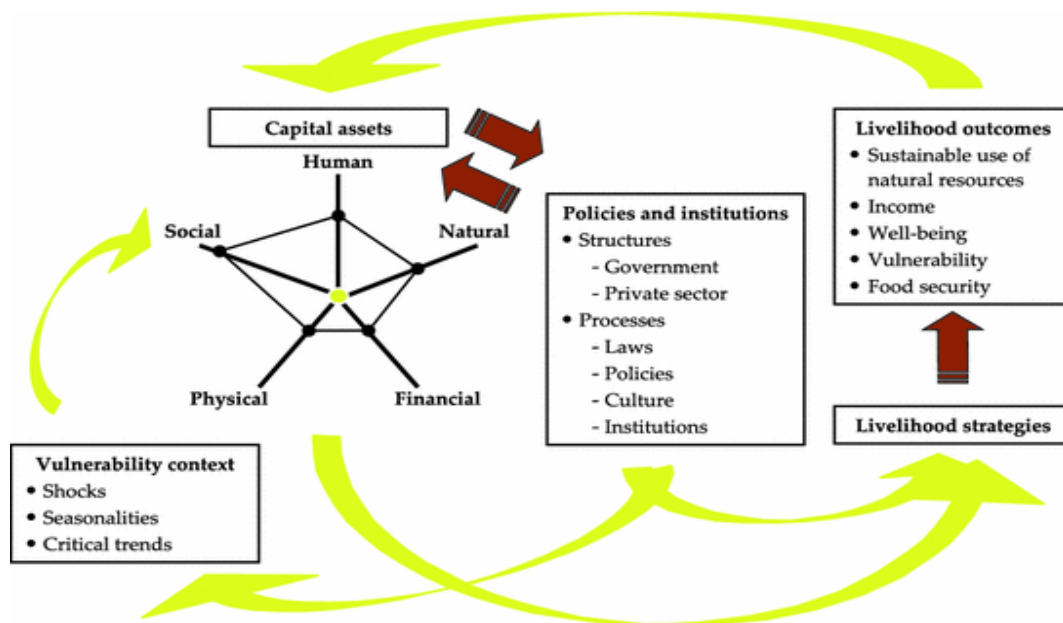 Capital assets
Human
Social
Natural
Physical
Financial
Vulnerability context
• Shocks
• Seasonalities
• Critical trends
Policies and institutions
• Structures
- Government
- Private sector
• Processes
- Laws
- Policies
- Culture
- Institutions
Livelihood outcomes
• Sustainable use of
natural resources
• Income
• Well-being
• Vulnerability
• Food security
Livelihood strategies